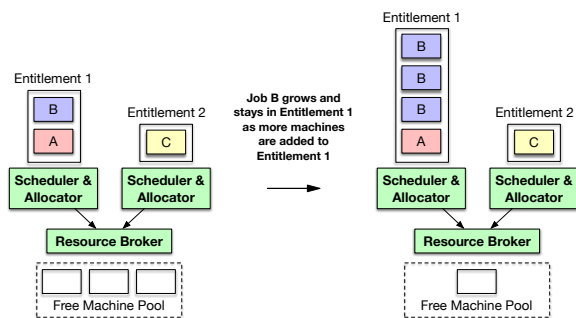 Entitlement 1
B
A
Entitlement 2
C
Scheduler &
Allocator
Scheduler &
Allocator
Resource Broker
Free Machine Pool
Job B grows and
stays in Entitlement 1
as more machines
are added to
Entitlement 1
Entitlement 1
B
B
B
A
Entitlement 2
C
Scheduler &
Allocator
Scheduler &
Allocator
Resource Broker
Free Machine Pool